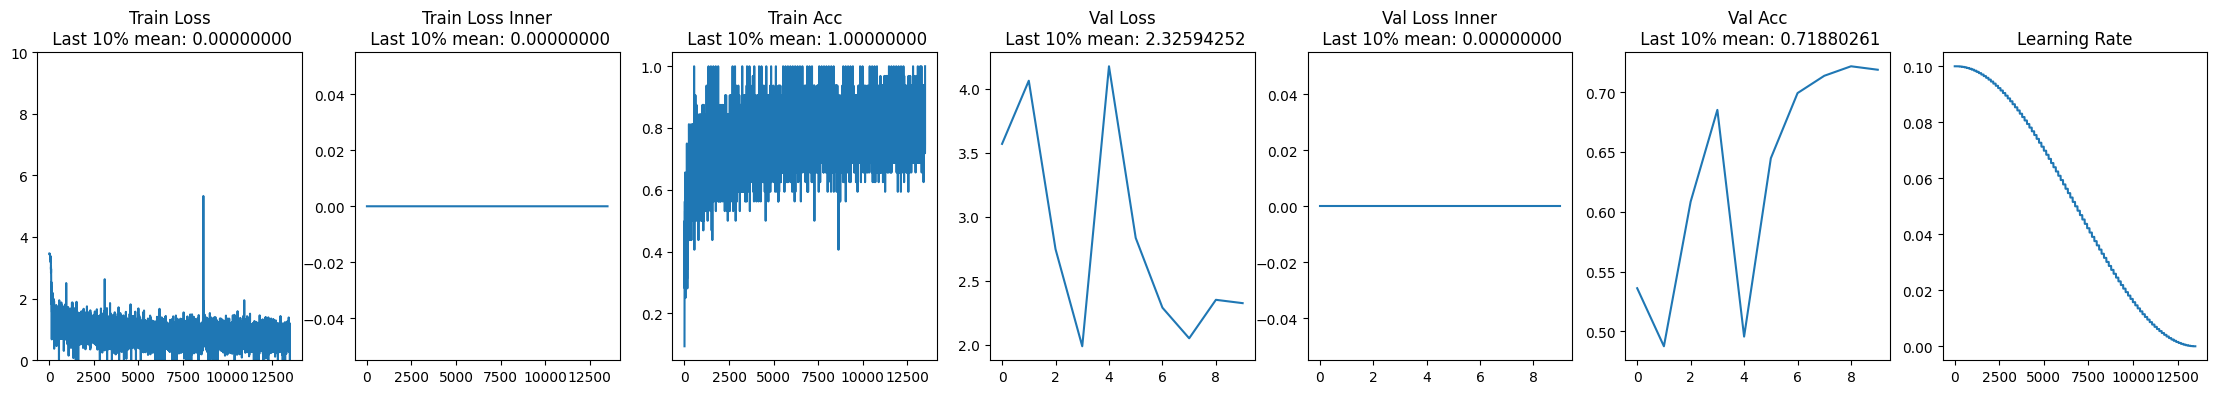 Train Loss
Last 10% mean: 0.00000000
10
8
6
4
2
0
0 2500 5000 7500 10000 12500
Train Loss Inner
Last 10% mean: 0.00000000
0.04
0.02
0.00
−0.02
−0.04
0 2500 5000 7500 10000 12500
Train Acc
Last 10% mean: 1.00000000
1.0
0.8
0.6
0.4
0.2
0 2500 5000 7500 10000 12500
Val Loss
Last 10% mean: 2.32594252
4.0
3.5
3.0
2.5
2.0
0 2 4 6 8
Val Loss Inner
Last 10% mean: 0.00000000
0.04
0.02
0.00
−0.02
−0.04
0 2 4 6 8
Val Acc
Last 10% mean: 0.71880261
0.70
0.65
0.60
0.55
0.50
0 2 4 6 8
Learning Rate
0.10
0.08
0.06
0.04
0.02
0.00
0 2500 5000 7500 10000 12500